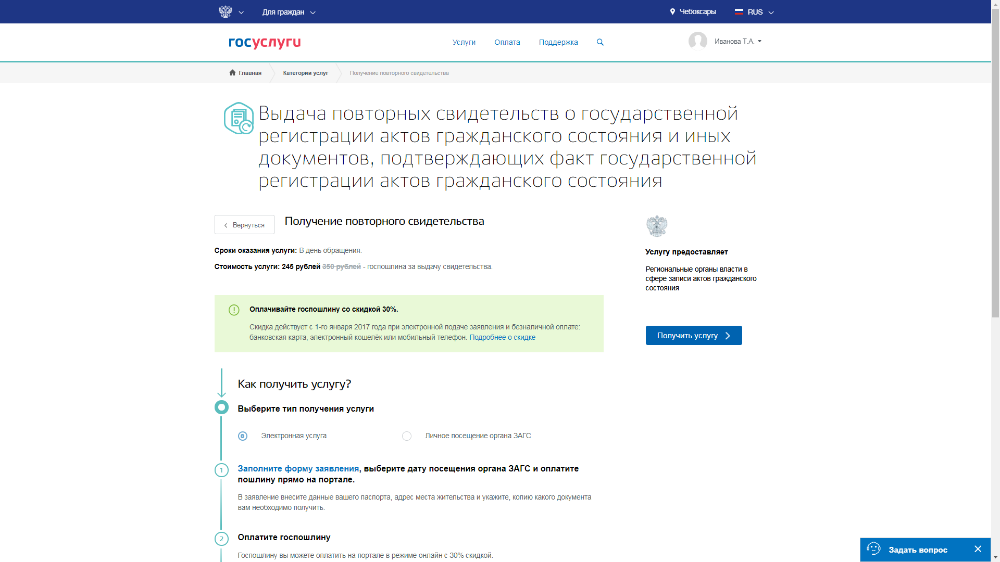 Для граждан
Чебоксары
RUS
госуслуги
Услуги
Оплата
Поддержка
Иванова Т.А.
Главная
Категории услуг
Получение повторного свидетельства
Выдача повторных свидетельств о государственной
регистрации актов гражданского состояния и иных
документов, подтверждающих факт государственной
регистрации актов гражданского состояния
Вернуться
Получение повторного свидетельства
Сроки оказания услуги: В день обращения.
Стоимость услуги: 245 рублей 350 рублей - госпошлина за выдачу свидетельства.
Услугу предоставляет
Региональные органы власти в
сфере записи актов гражданского
состояния
Оплачивайте госпошлину со скидкой 30%.
Скидка действует с 1-го января 2017 года при электронной подаче заявления и безналичной оплате:
банковская карта, электронный кошелёк или мобильный телефон. Подробнее о скидке
Получить услугу
Как получить услугу?
Выберите тип получения услуги
Электронная услуга
Личное посещение органа ЗАГС
1
Заполните форму заявления, выберите дату посещения органа ЗАГС и оплатите
пошлину прямо на портале.
В заявление внесите данные вашего паспорта, адрес места жительства и укажите, копию какого документа
вам необходимо получить.
2
Оплатите госпошлину
Госпошлину вы можете оплатить на портале в режиме онлайн с 30% скидкой.
Задать вопрос